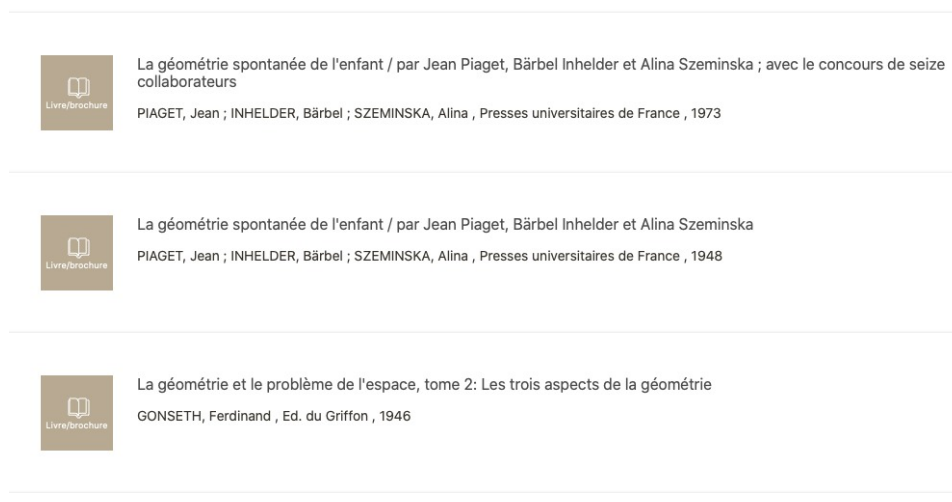 La géométrie spontanée de l'enfant / par Jean Piaget, Bärbel Inhelder et Alina Szeminska ; avec le concours de seize
collaborateurs
Livre/brochure
PIAGET, Jean ; INHELDER, Bärbel ; SZEMINSKA, Alina , Presses universitaires de France , 1973
La géométrie spontanée de l'enfant / par Jean Piaget, Bärbel Inhelder et Alina Szeminska
Livre/brochure
PIAGET, Jean ; INHELDER, Bärbel ; SZEMINSKA, Alina , Presses universitaires de France , 1948
La géométrie et le problème de l'espace, tome 2: Les trois aspects de la géométrie
Livre/brochure
GONSETH, Ferdinand , Ed. du Griffon , 1946